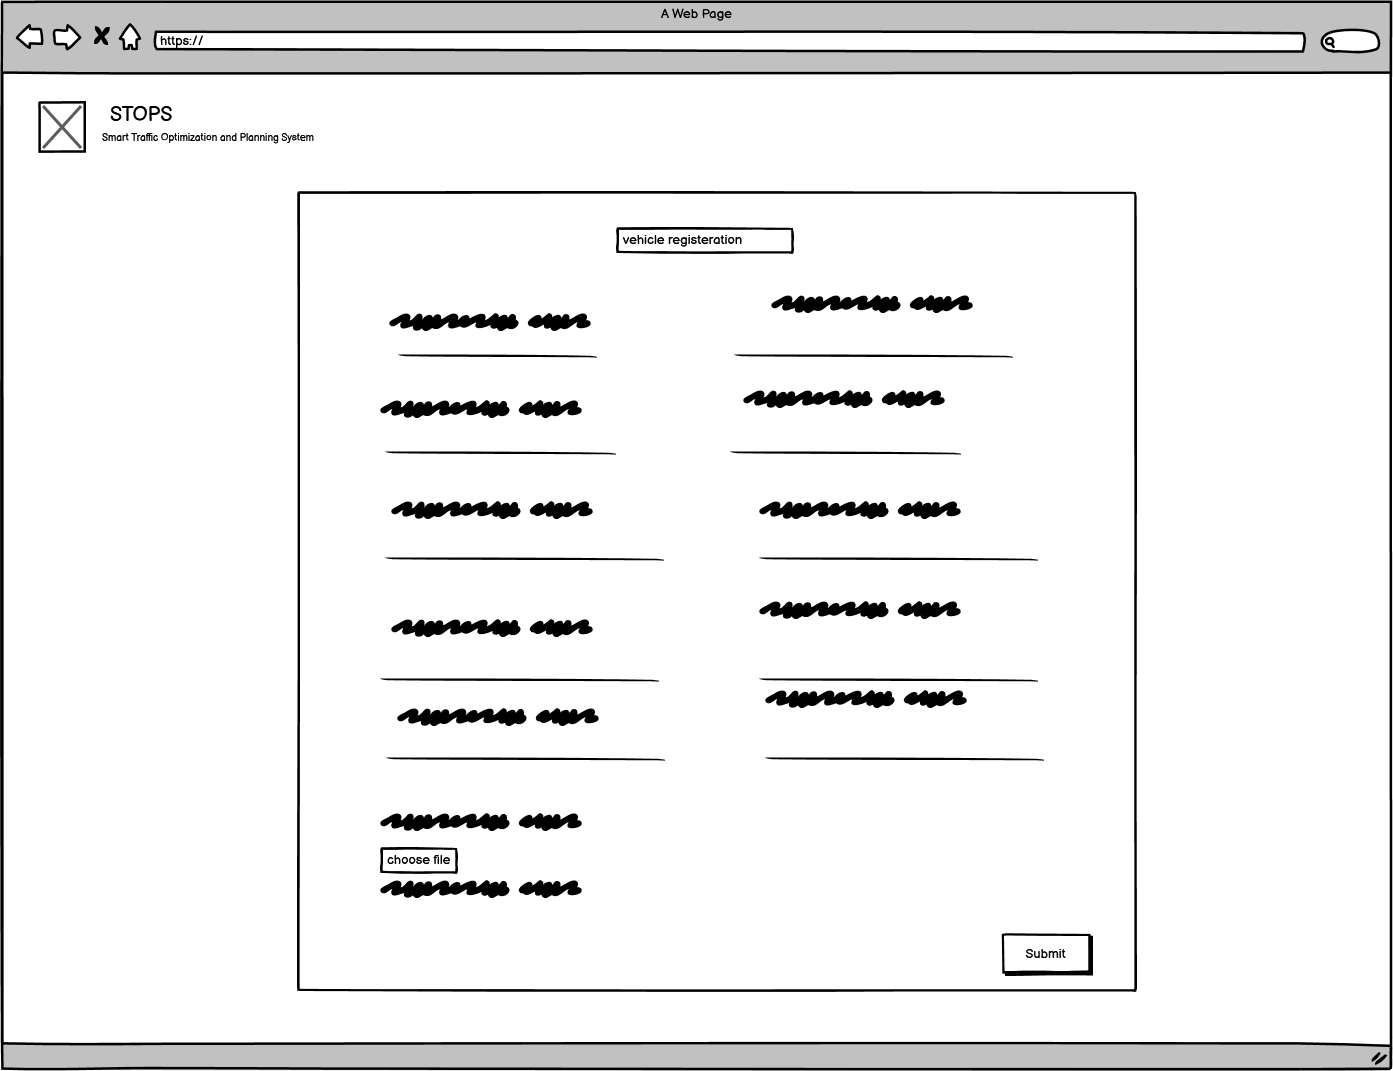 A Web Page
https://
STOPS
Smart Traffic Optimization and Planning System
vehicle registeration
choose file
Submit